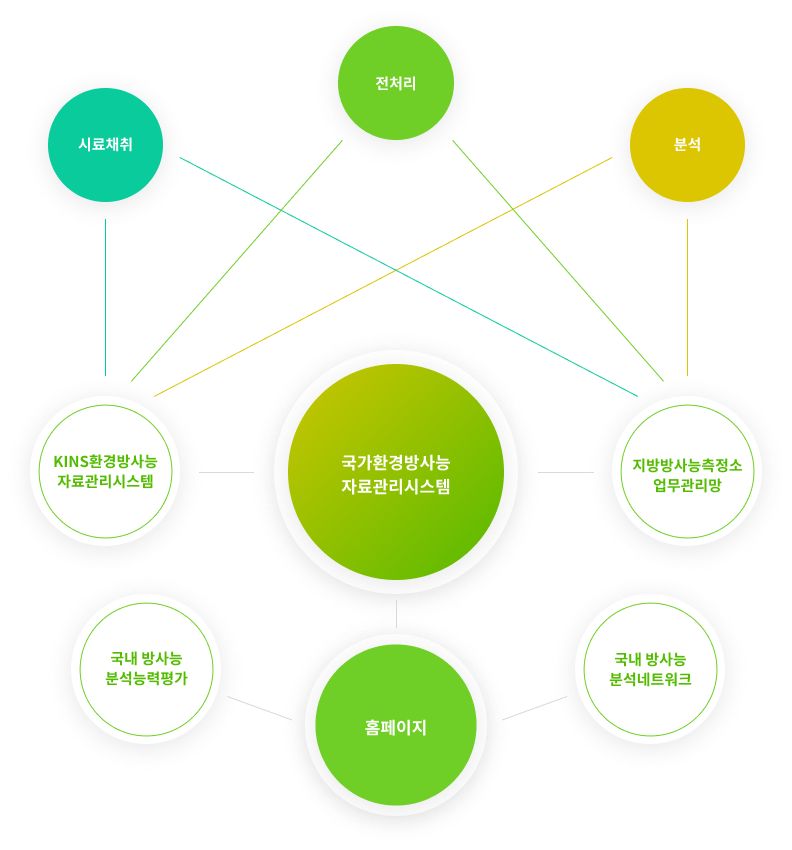 전처리
시료채취
분석
KINS환경방사능
자료관리시스템
국가환경방사능
자료관리시스템
지방방사능측정소
업무관리망
국내 방사능
분석능력평가
국내 방사능
분석네트워크
홈페이지